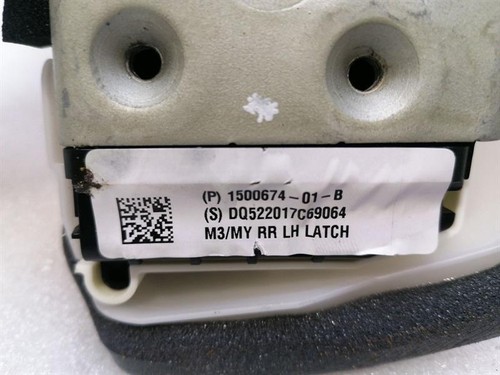 (P) 1500674-01-B
(S) DQ522017C69064
M3/MY RR LH LATCH